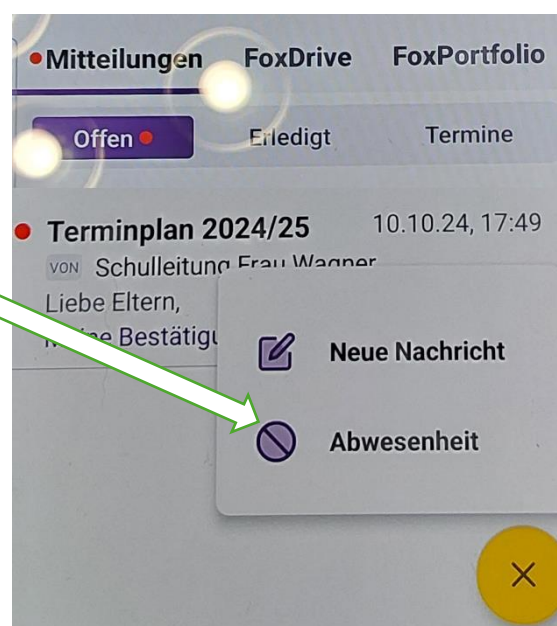 Mitteilungen FoxDrive FoxPortfolio
Offen Erledigt Termine
Terminplan 2024/25 10.10.24, 17:49
VON Schulleitung Frau Wagner
Liebe Eltern,
Neue Nachricht
Abwesenheit